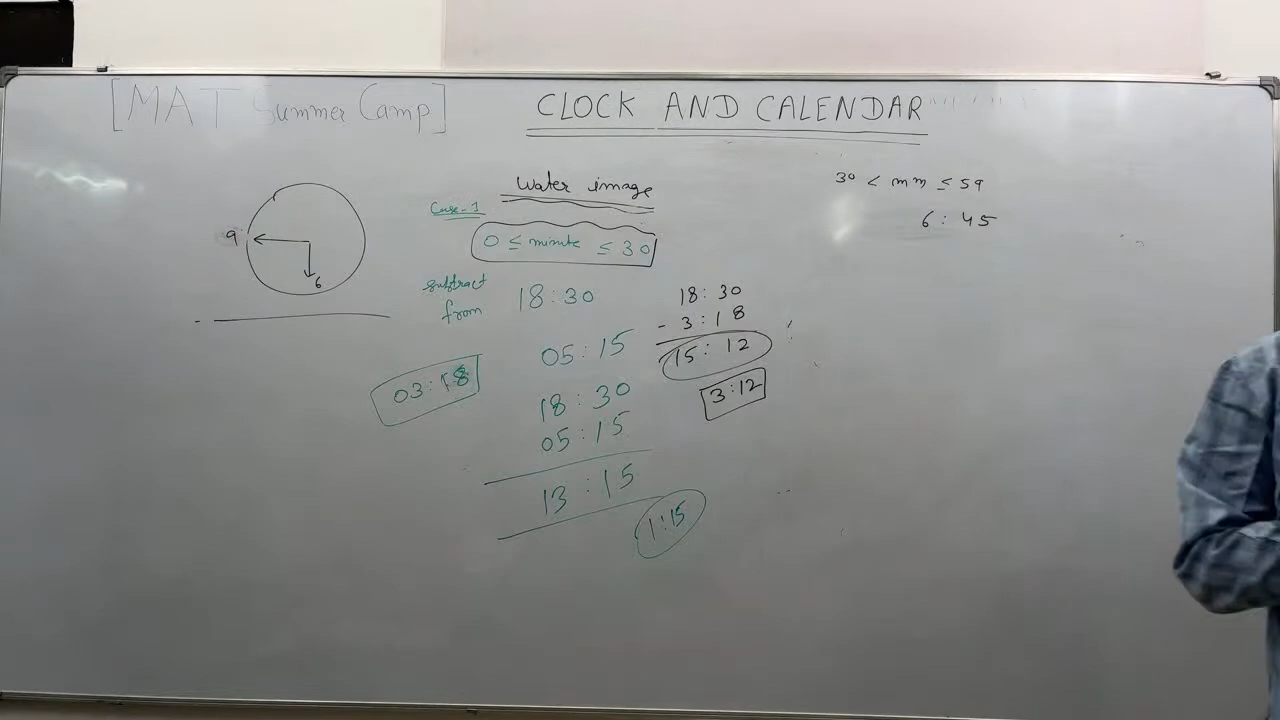 [MAT Summer Camp]
CLOCK AND CALENDAR
9
6
Water image
Case-1
0 ≤ minute ≤ 30
subtract
from
18:30
05:15
03:18
18:30
05:15
13:15
1:15
18:30
- 3:18
15:12
3:12
30 < mm ≤ 59
6:45